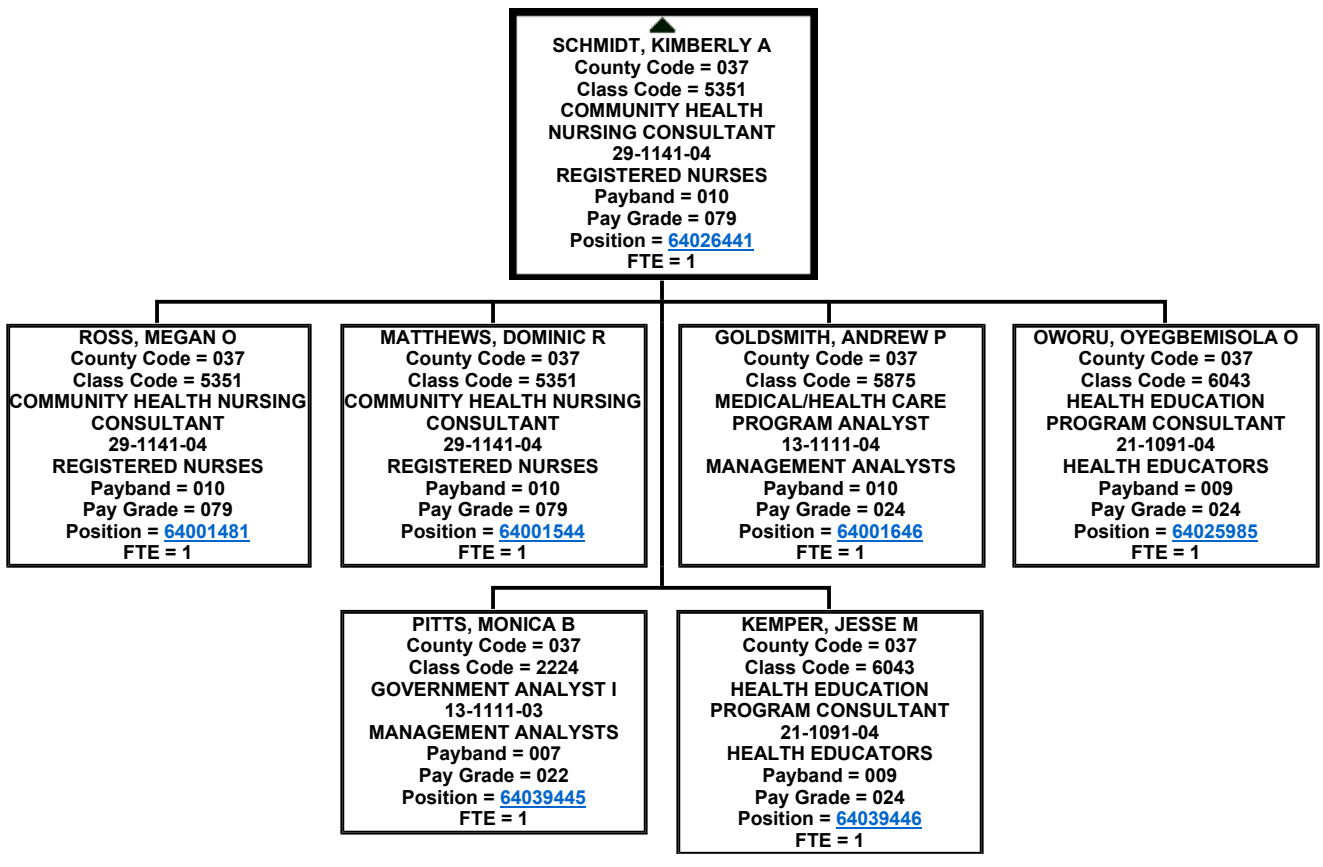 SCHMIDT, KIMBERLY A
County Code = 037
Class Code = 5351
COMMUNITY HEALTH
NURSING CONSULTANT
29-1141-04
REGISTERED NURSES
Payband = 010
Pay Grade = 079
Position = 64026441
FTE = 1
ROSS, MEGAN O
County Code = 037
Class Code = 5351
COMMUNITY HEALTH NURSING
CONSULTANT
29-1141-04
REGISTERED NURSES
Payband = 010
Pay Grade = 079
Position = 64001481
FTE = 1
MATTHEWS, DOMINIC R
County Code = 037
Class Code = 5351
COMMUNITY HEALTH NURSING
CONSULTANT
29-1141-04
REGISTERED NURSES
Payband = 010
Pay Grade = 079
Position = 64001544
FTE = 1
GOLDSMITH, ANDREW P
County Code = 037
Class Code = 5875
MEDICAL/HEALTH CARE
PROGRAM ANALYST
13-1111-04
MANAGEMENT ANALYSTS
Payband = 010
Pay Grade = 024
Position = 64001646
FTE = 1
OWORU, OYEGBEMISOLA O
County Code = 037
Class Code = 6043
HEALTH EDUCATION
PROGRAM CONSULTANT
21-1091-04
HEALTH EDUCATORS
Payband = 009
Pay Grade = 024
Position = 64025985
FTE = 1
PITTS, MONICA B
County Code = 037
Class Code = 2224
GOVERNMENT ANALYST I
13-1111-03
MANAGEMENT ANALYSTS
Payband = 007
Pay Grade = 022
Position = 64039445
FTE = 1
KEMPER, JESSE M
County Code = 037
Class Code = 6043
HEALTH EDUCATION
PROGRAM CONSULTANT
21-1091-04
HEALTH EDUCATORS
Payband = 009
Pay Grade = 024
Position = 64039446
FTE = 1